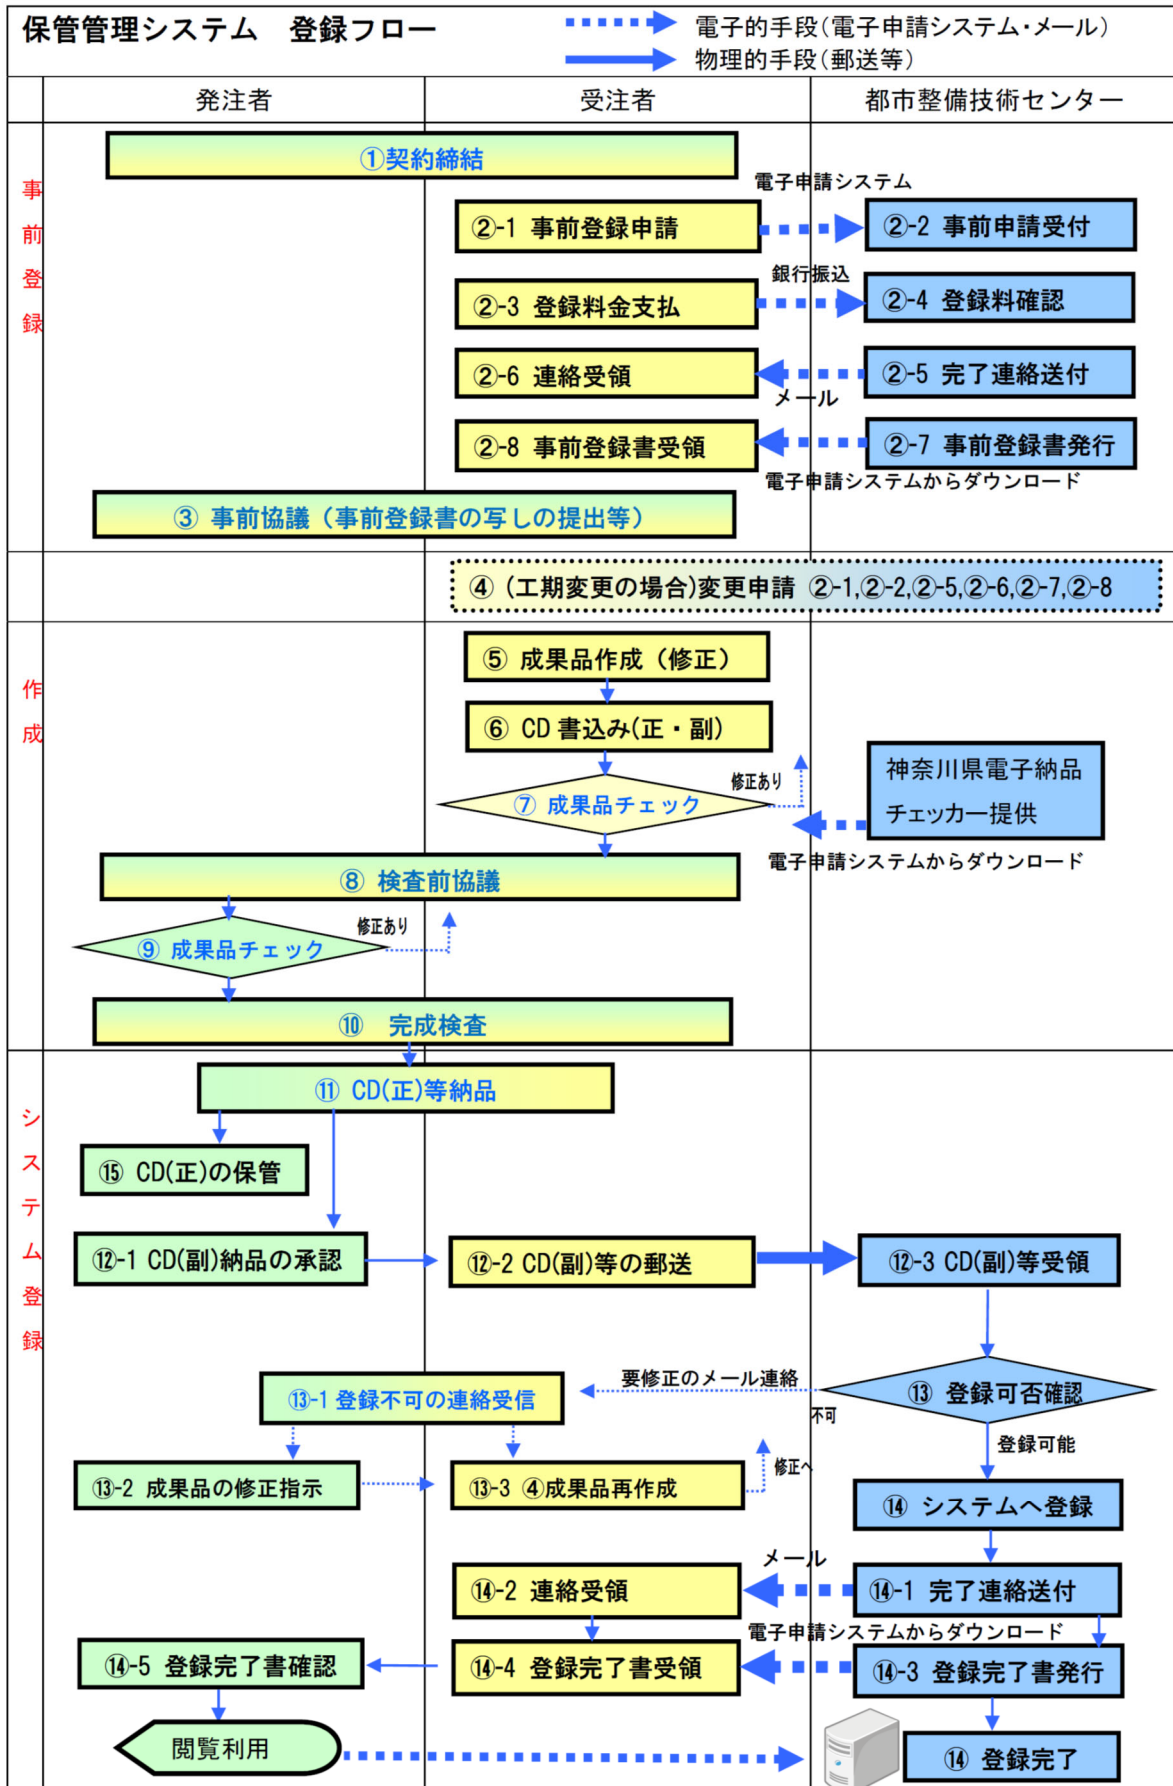 保管管理システム　登録フロー
電子的手段(電子申請システム・メール)
物理的手段(郵送等)
発注者
受注者
都市整備技術センター
事前登録
①契約締結
電子申請システム
②-1 事前登録申請
②-2 事前申請受付
銀行振込
②-3 登録料金支払
②-4 登録料確認
②-6 連絡受領
②-5 完了連絡送付
メール
②-8 事前登録書受領
②-7 事前登録書発行
電子申請システムからダウンロード
③ 事前協議（事前登録書の写しの提出等）
④ (工期変更の場合)変更申請 ②-1,②-2,②-5,②-6,②-7,②-8
作成
⑤ 成果品作成（修正）
⑥ CD 書込み(正・副)
修正あり
⑦ 成果品チェック
神奈川県電子納品
チェッカー提供
電子申請システムからダウンロード
⑧ 検査前協議
修正あり
⑨ 成果品チェック
⑩　完成検査
システム登録
⑪ CD(正)等納品
⑮ CD(正)の保管
⑫-1 CD(副)納品の承認
⑫-2 CD(副)等の郵送
⑫-3 CD(副)等受領
要修正のメール連絡
⑬-1 登録不可の連絡受信
⑬ 登録可否確認
不可
登録可能
⑬-2 成果品の修正指示
⑬-3 ④成果品再作成
修正へ
⑭ システムへ登録
メール
⑭-2 連絡受領
⑭-1 完了連絡送付
電子申請システムからダウンロード
⑭-5 登録完了書確認
⑭-4 登録完了書受領
⑭-3 登録完了書発行
閲覧利用
⑭ 登録完了